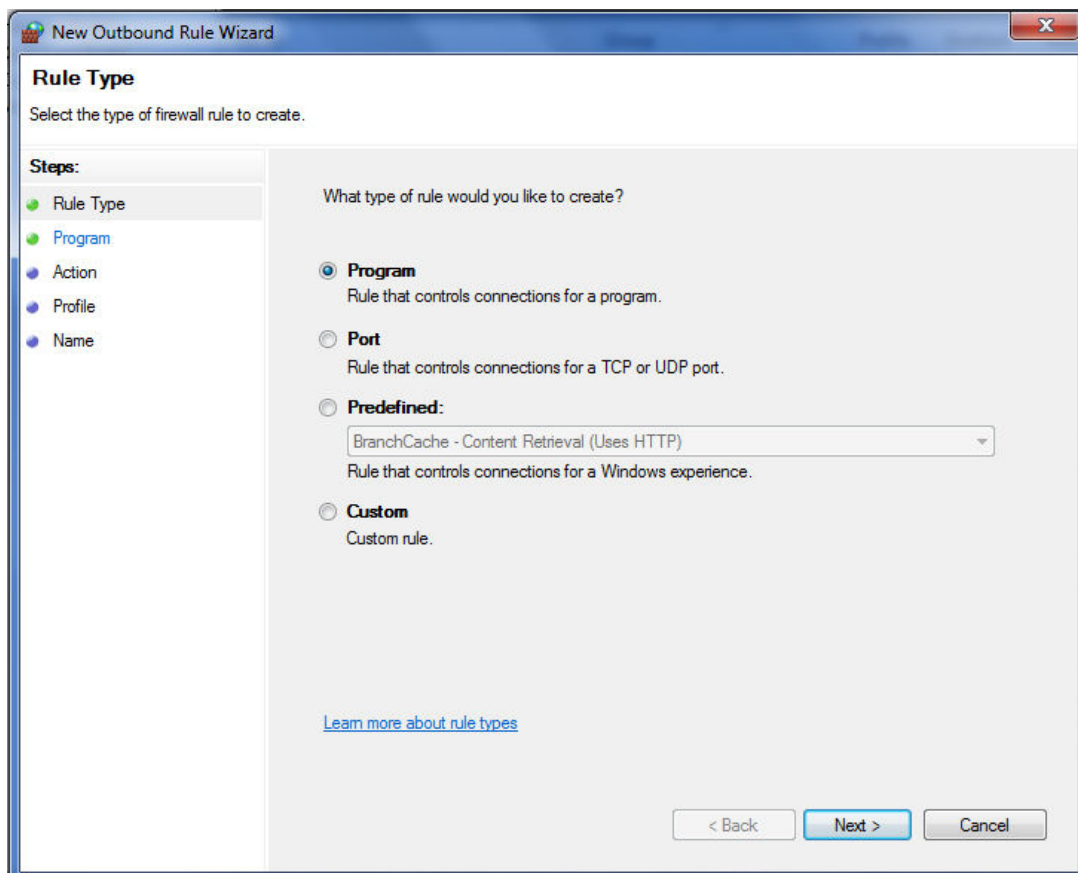 New Outbound Rule Wizard
Rule Type
Select the type of firewall rule to create.
Steps:
Rule Type
Program
Action
Profile
Name
What type of rule would you like to create?
Program
Rule that controls connections for a program.
Port
Rule that controls connections for a TCP or UDP port.
Predefined:
BranchCache - Content Retrieval (Uses HTTP)
Rule that controls connections for a Windows experience.
Custom
Custom rule.
Learn more about rule types
< Back
Next >
Cancel